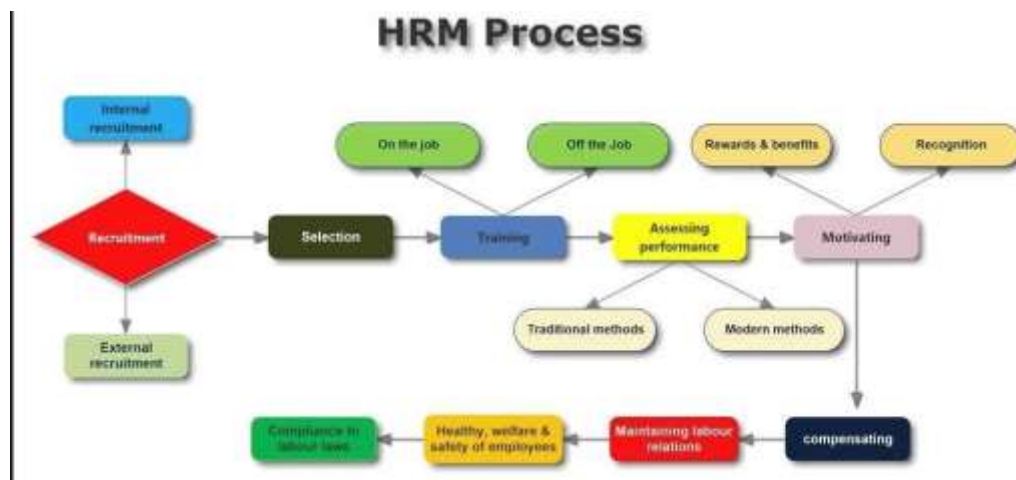 HRM Process
Internal
recruitment
On the job
Off the Job
Rewards & benefits
Recognition
Recruitment
Selection
Training
Assessing
performance
Motivating
Traditional methods
Modern methods
External
recruitment
Compliance to
labour laws
Healthy, welfare &
safety of employees
Maintaining labour
relations
compensating